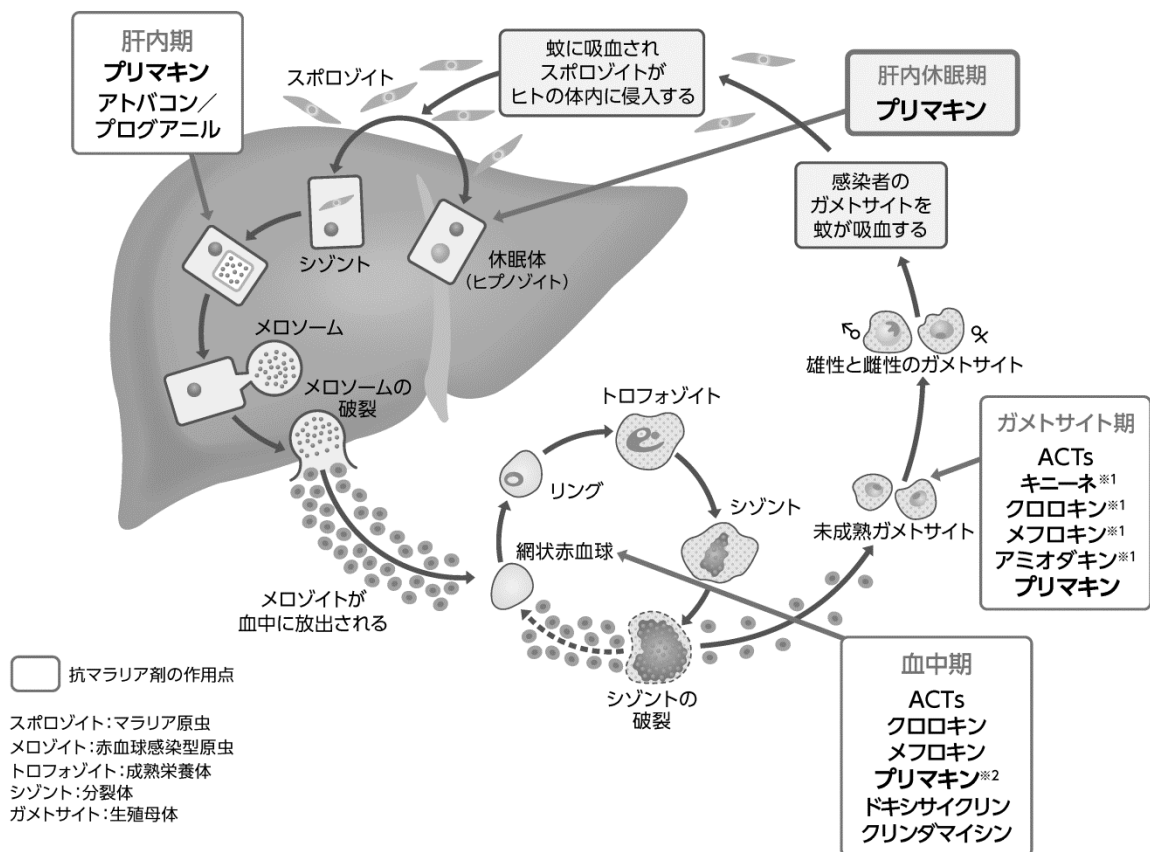 肝内期
プリマキン
アトバコン／
プログアニル
スポロゾイト
蚊に吸血され
スポロゾイトが
ヒトの体内に侵入する
肝内休眠期
プリマキン
感染者の
ガメトサイトを
蚊が吸血する
シゾント
休眠体
（ヒプノゾイト）
メロソーム
メロソームの
破裂
♂
♀
雄性と雌性のガメトサイト
トロフォゾイト
リング
シゾント
網状赤血球
未成熟ガメトサイト
ガメトサイト期
ACTs
キニーネ※1
クロロキン※1
メフロキン※1
アミオダキン※1
プリマキン
メロゾイトが
血中に放出される
シゾントの
破裂
血中期
ACTs
クロロキン
メフロキン
プリマキン※2
ドキシサイクリン
クリンダマイシン
抗マラリア剤の作用点
スポロゾイト：マラリア原虫
メロゾイト：赤血球感染型原虫
トロフォゾイト：成熟栄養体
シゾント：分裂体
ガメトサイト：生殖母体